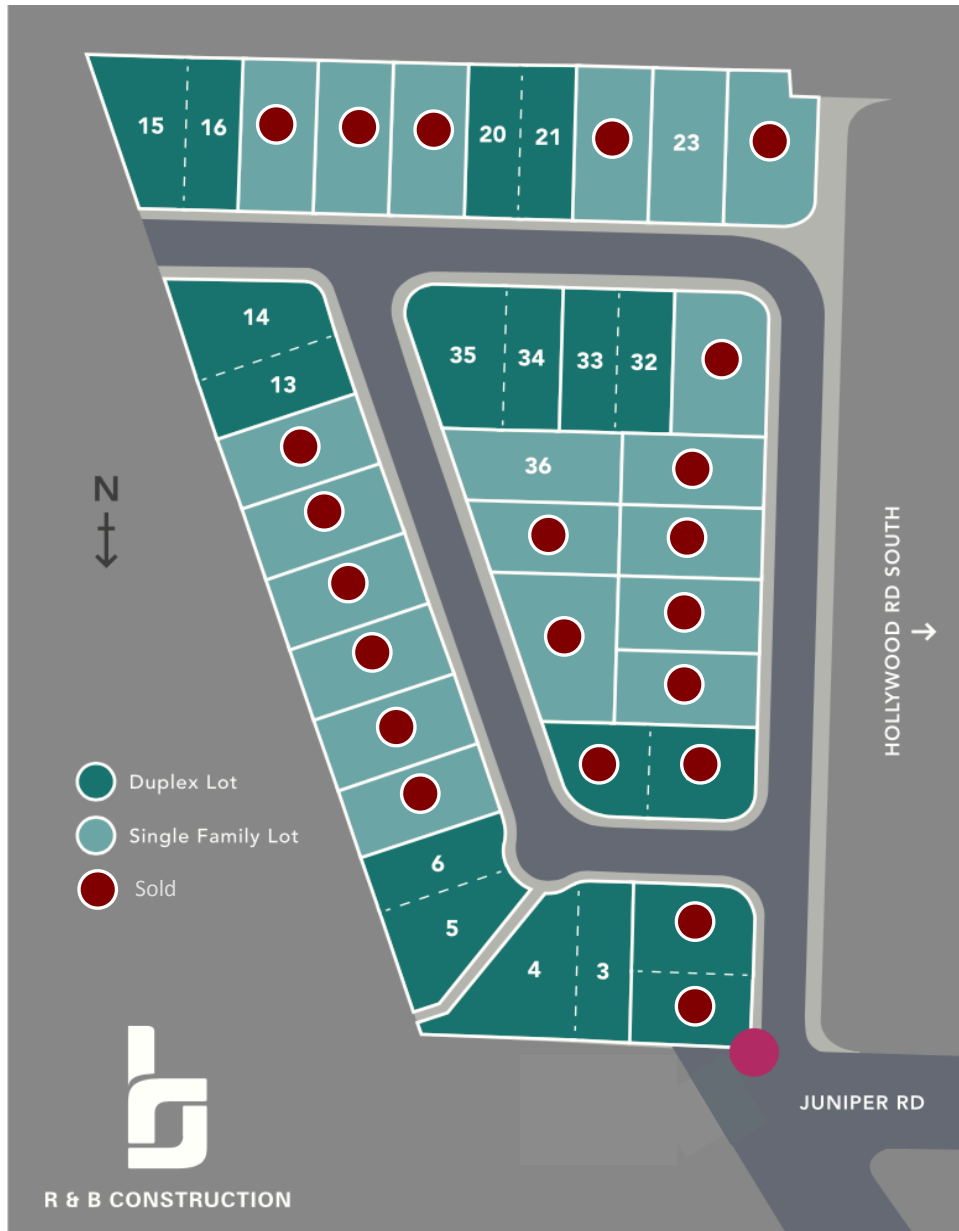 15
16
20
21
23
14
13
35
34
33
32
36
N
HOLLYWOOD RD SOUTH →
Duplex Lot
Single Family Lot
Sold
6
5
4
3
JUNIPER RD
R & B CONSTRUCTION